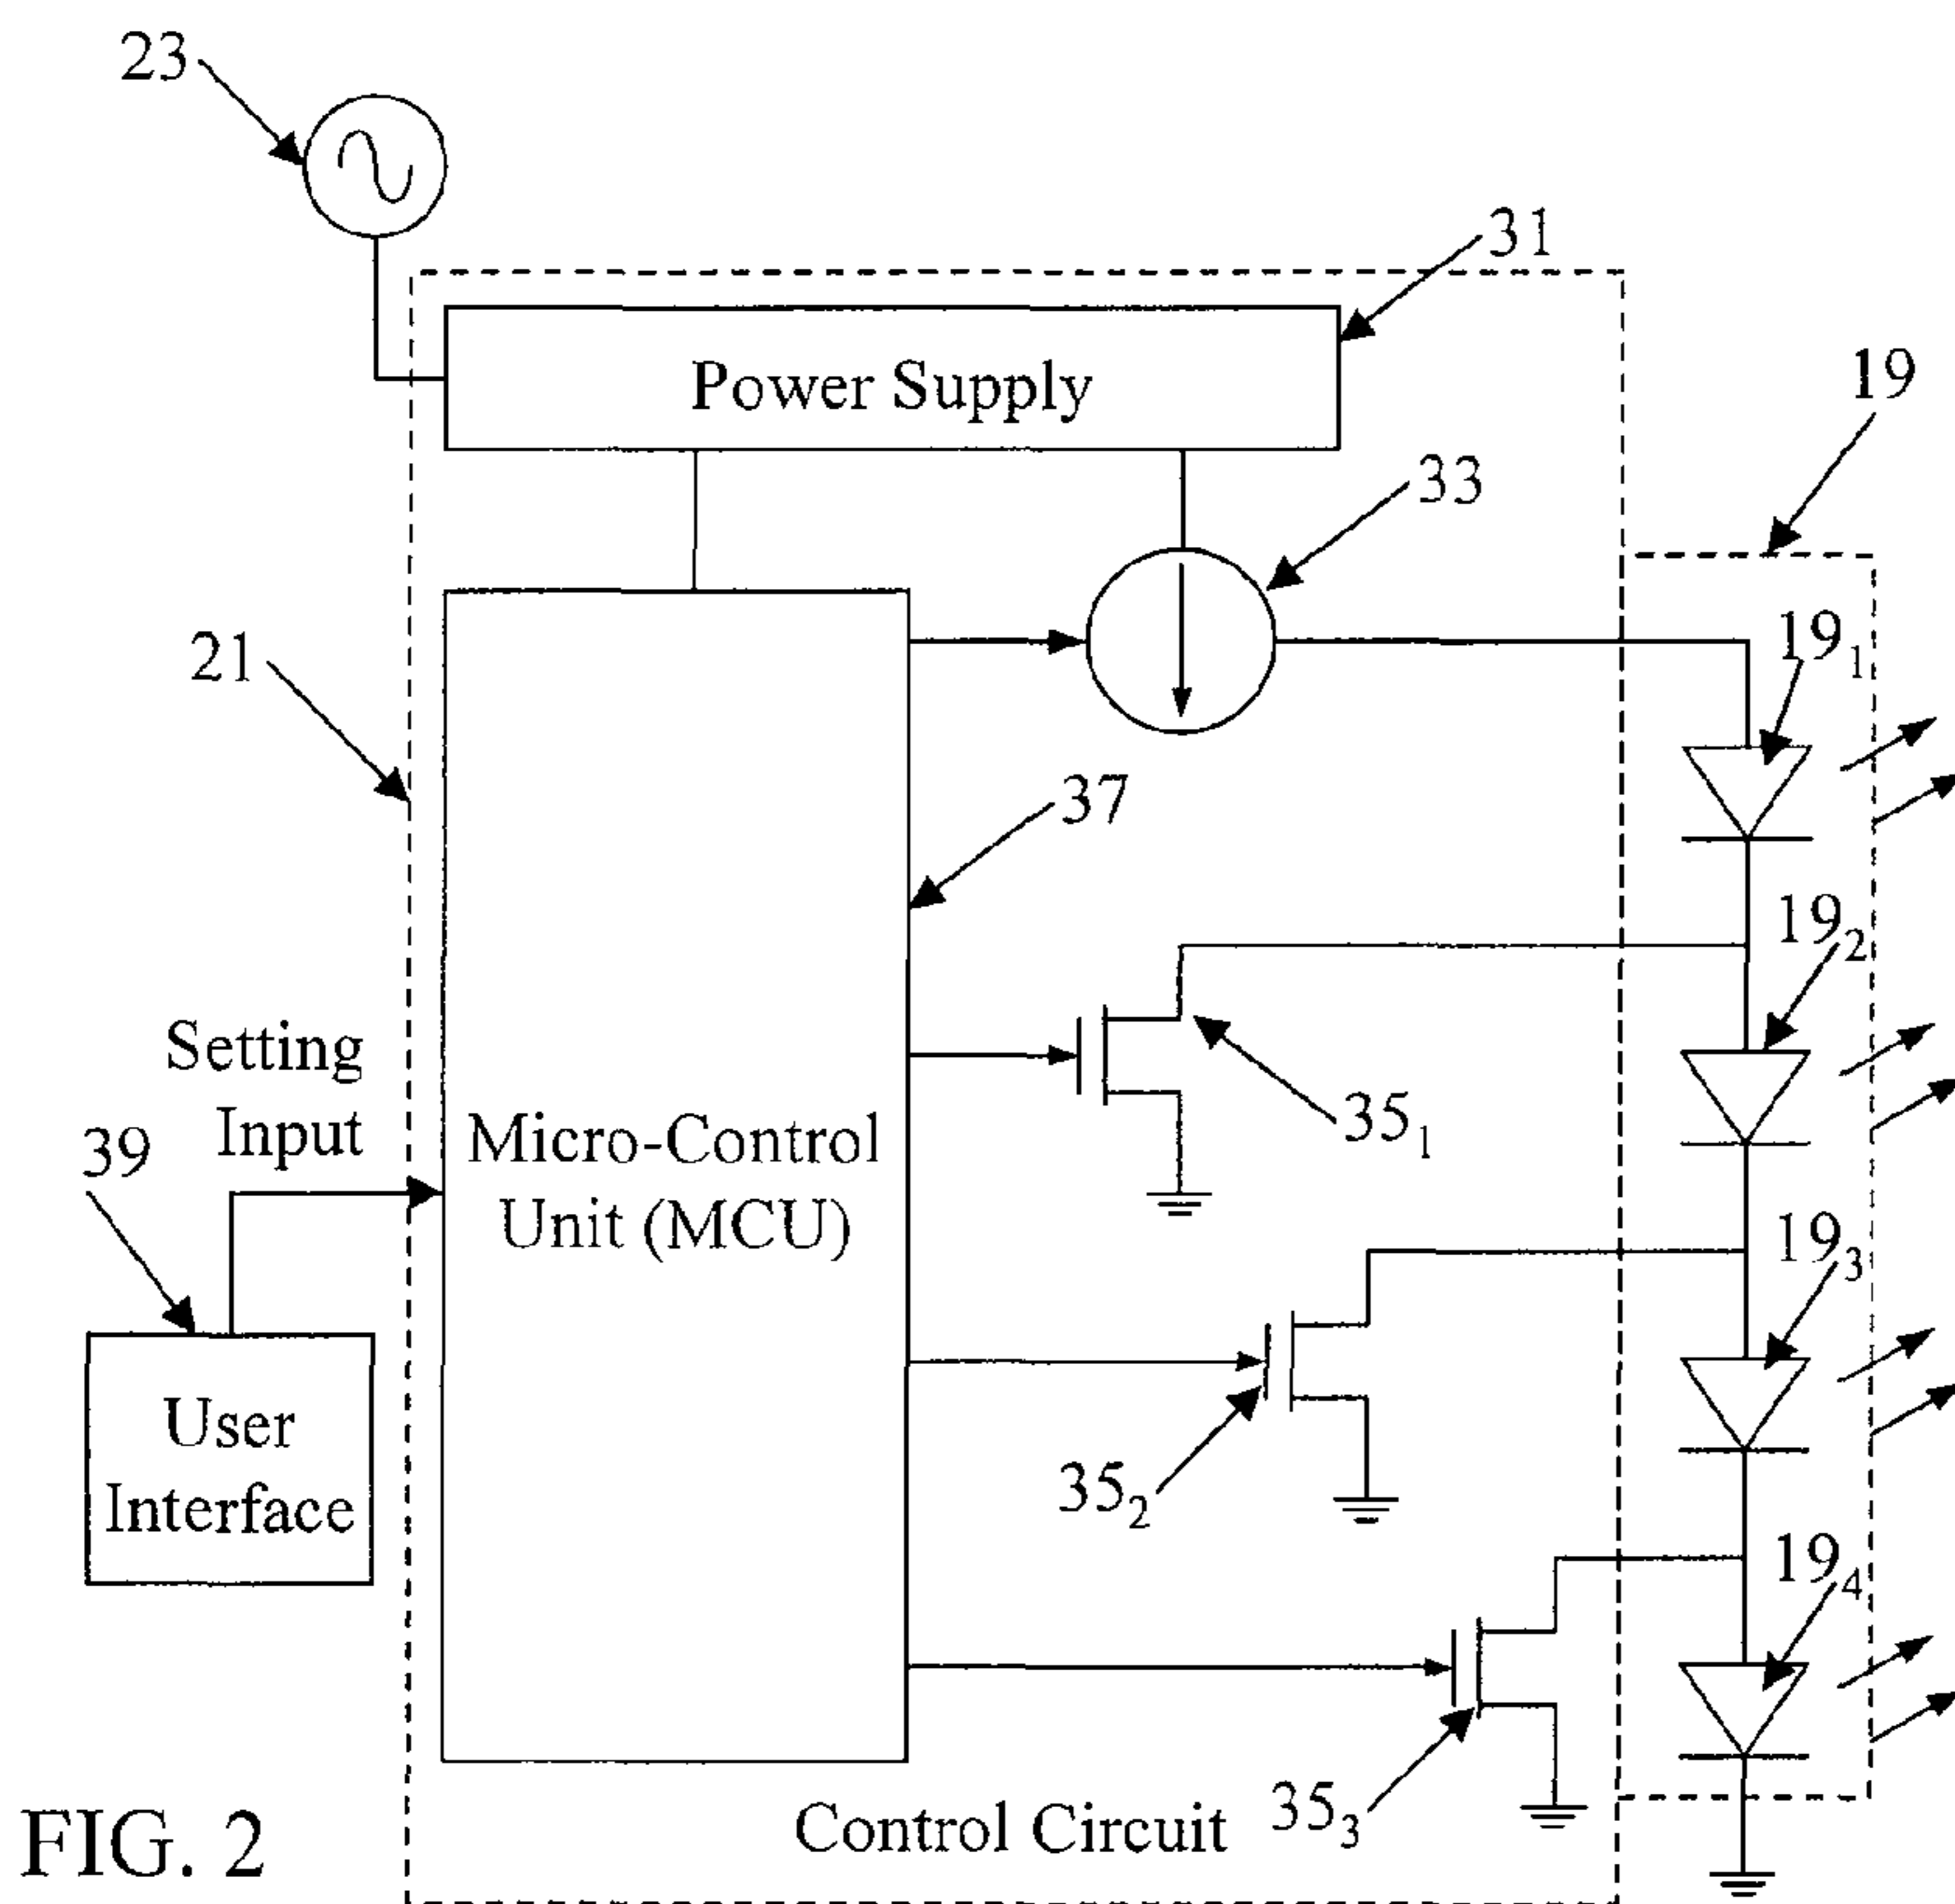 23
31
Power Supply
19
33
19₁
21
37
19₂
Setting
Input
39
Micro-Control
Unit (MCU)
35₁
19₃
User
Interface
35₂
19₄
Control Circuit
35₃
FIG. 2